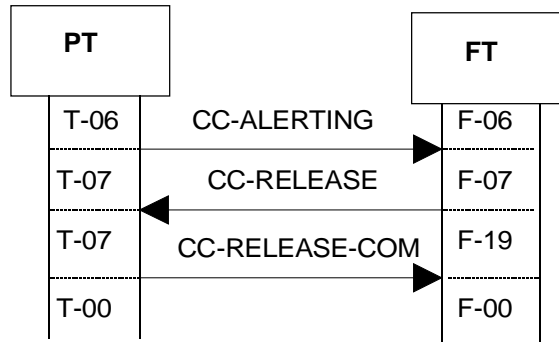 PT
FT
T-06 CC-ALERTING F-06
T-07 CC-RELEASE F-07
T-07 CC-RELEASE-COM F-19
T-00 F-00